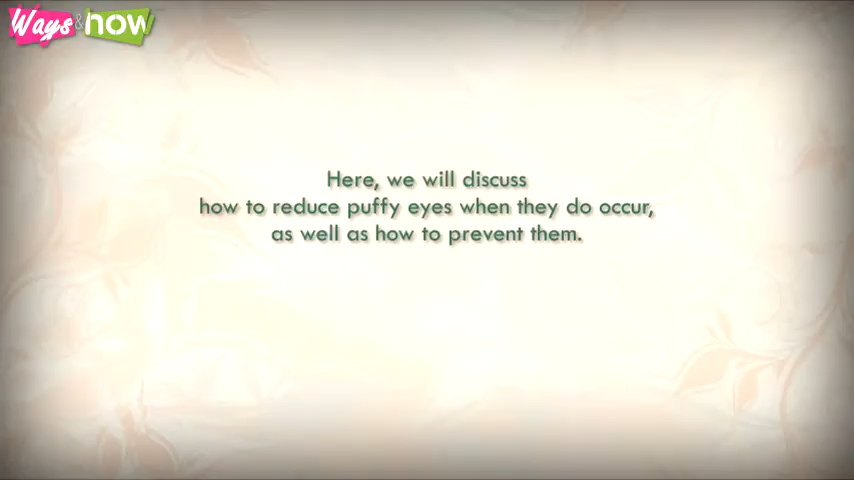 Ways & how
Here, we will discuss
how to reduce puffy eyes when they do occur,
as well as how to prevent them.